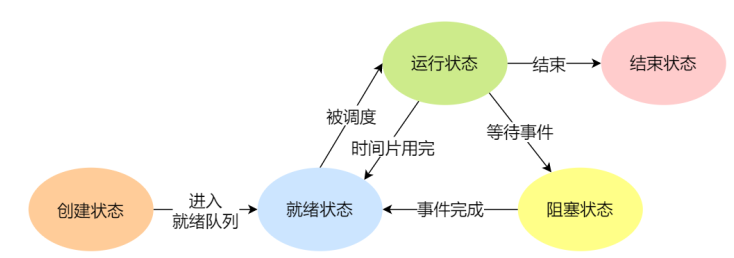 运行状态
结束
结束状态
被调度
时间片用完
等待事件
创建状态
进入
就绪队列
就绪状态
事件完成
阻塞状态